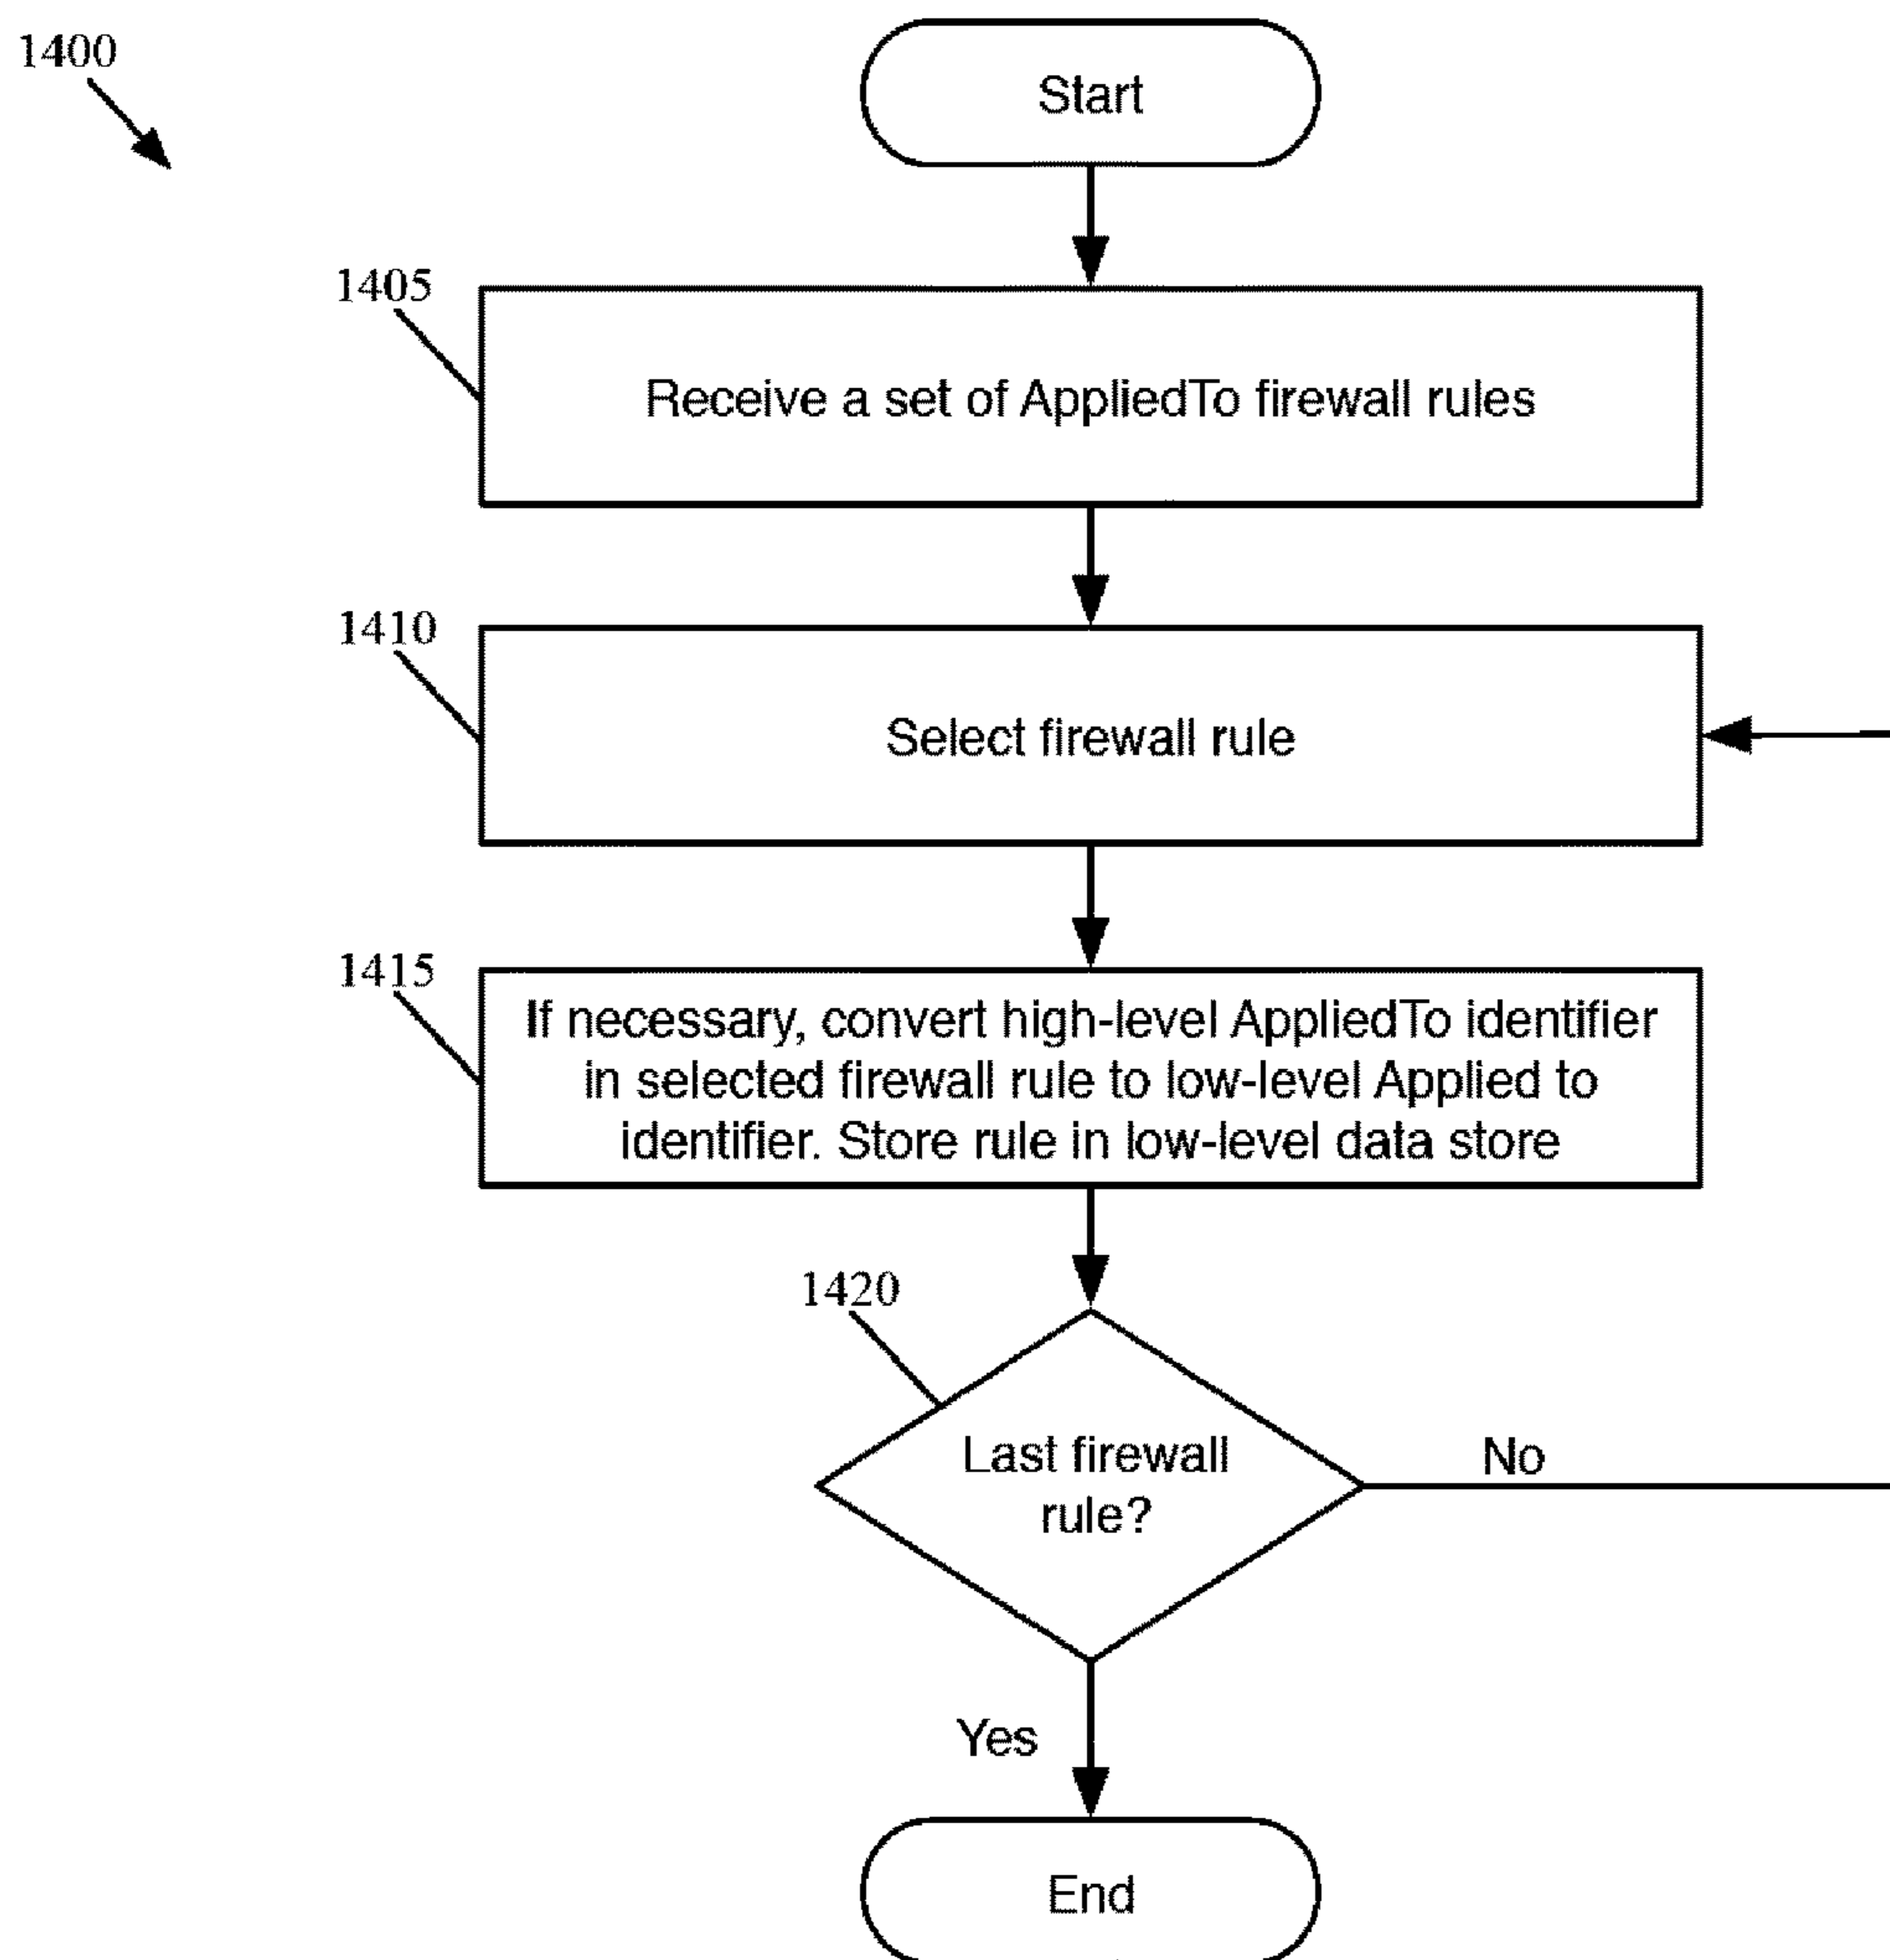 1400
Start
1405
Receive a set of AppliedTo firewall rules
1410
Select firewall rule
1415
If necessary, convert high-level AppliedTo identifier
in selected firewall rule to low-level Applied to
identifier. Store rule in low-level data store
1420
Last firewall
rule?
No
Yes
End